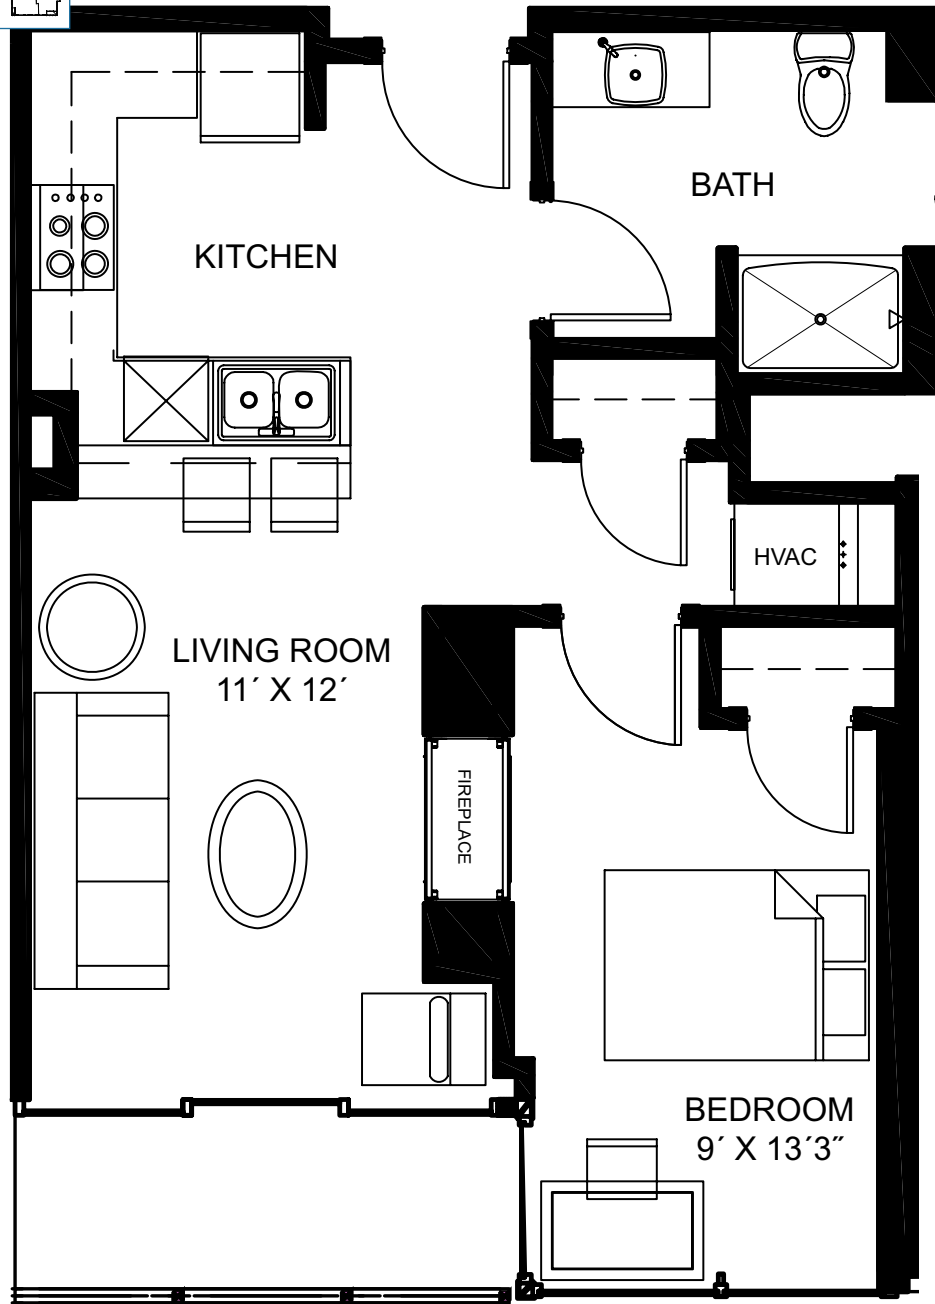 BATH
KITCHEN
HVAC
LIVING ROOM
11´ X 12´
FIREPLACE
BEDROOM
9´ X 13´3˝